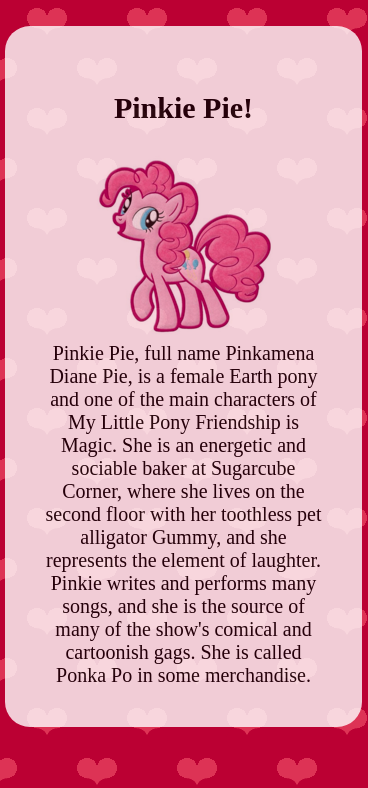 Pinkie Pie!
Pinkie Pie, full name Pinkamena
Diane Pie, is a female Earth pony
and one of the main characters of
My Little Pony Friendship is
Magic. She is an energetic and
sociable baker at Sugarcube
Corner, where she lives on the
second floor with her toothless pet
alligator Gummy, and she
represents the element of laughter.
Pinkie writes and performs many
songs, and she is the source of
many of the show's comical and
cartoonish gags. She is called
Ponka Po in some merchandise.